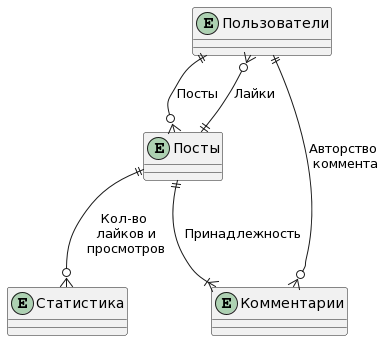 E Пользователи
Посты
Лайки
E Посты
Авторство
коммента
Кол-во
лайков и
просмотров
Принадлежность
E Статистика
E Комментарии